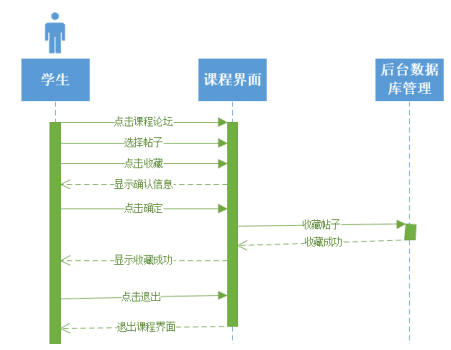 学生
课程界面
后台数据
库管理
点击课程论坛
选择帖子
点击收藏
显示确认信息
点击确定
收藏帖子
收藏成功
显示收藏成功
点击退出
退出课程界面